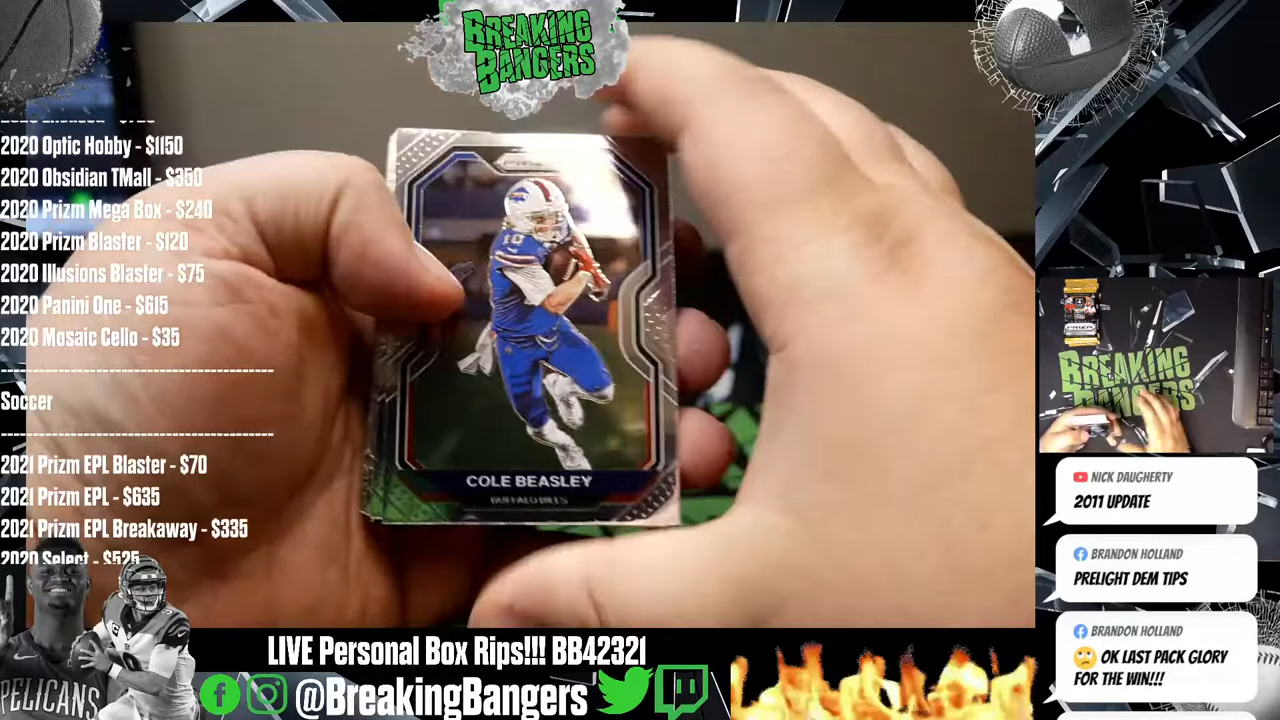 BREAKING
BANGERS
2020 Optic Hobby - $1150
2020 Obsidian TMall - $350
2020 Prizm Mega Box - $240
2020 Prizm Blaster - $120
2020 Illusions Blaster - $75
2020 Panini One - $615
2020 Mosaic Cello - $35
--------------------------------------------
Soccer
--------------------------------------------
2021 Prizm EPL Blaster - $70
2021 Prizm EPL - $635
2021 Prizm EPL Breakaway - $335
2020 Select - $525
PRIZM
10
COLE BEASLEY
BUFFALO BILLS
PRIZM
BREAKING
BANGERS
NICK DAUGHERTY
2011 UPDATE
BRANDON HOLLAND
PRELIGHT DEM TIPS
BRANDON HOLLAND
🙄 OK LAST PACK GLORY
FOR THE WIN!!!
PELICANS
LIVE Personal Box Rips!!! BB42321
@BreakingBangers